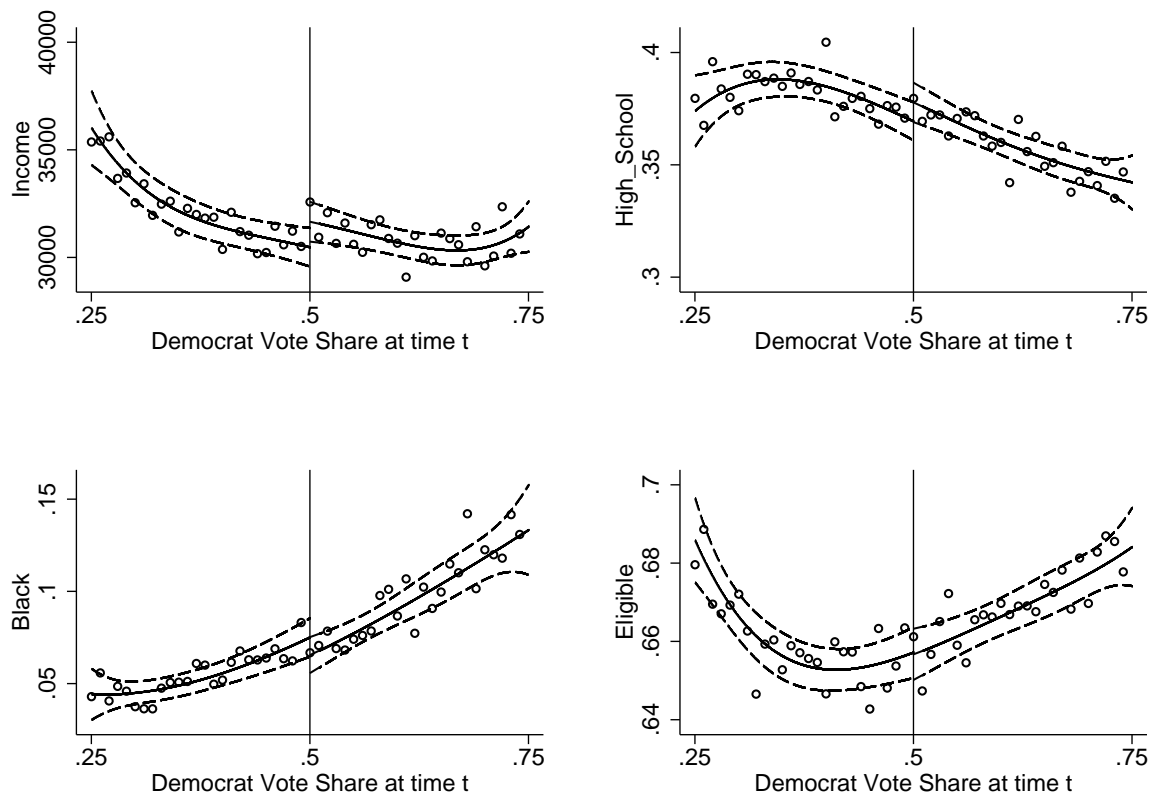 Income
40000
35000
30000
.25 .5 .75
Democrat Vote Share at time t
High_School
.4
.35
.3
.25 .5 .75
Democrat Vote Share at time t
Black
.15
.1
.05
.25 .5 .75
Democrat Vote Share at time t
Eligible
.7
.68
.66
.64
.25 .5 .75
Democrat Vote Share at time t